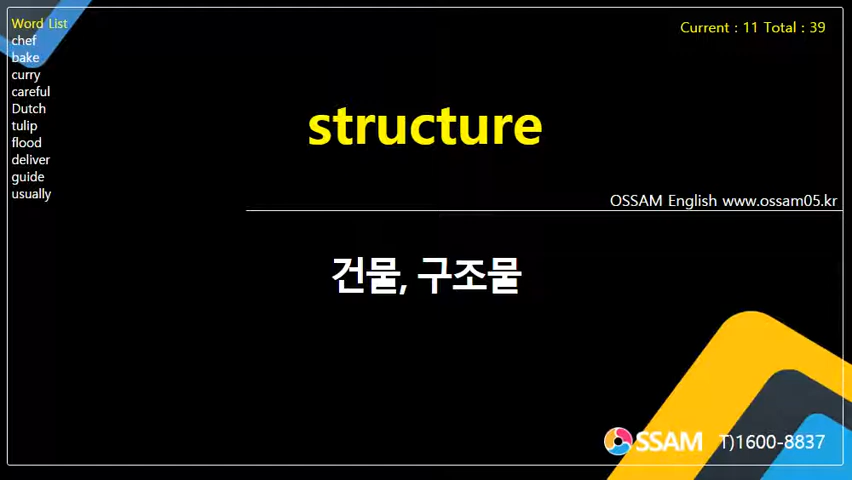 Word List
chef
bake
curry
careful
Dutch
tulip
flood
deliver
guide
usually
Current : 11 Total : 39
structure
OSSAM English www.ossam05.kr
건물, 구조물
OSSAM T)1600-8837